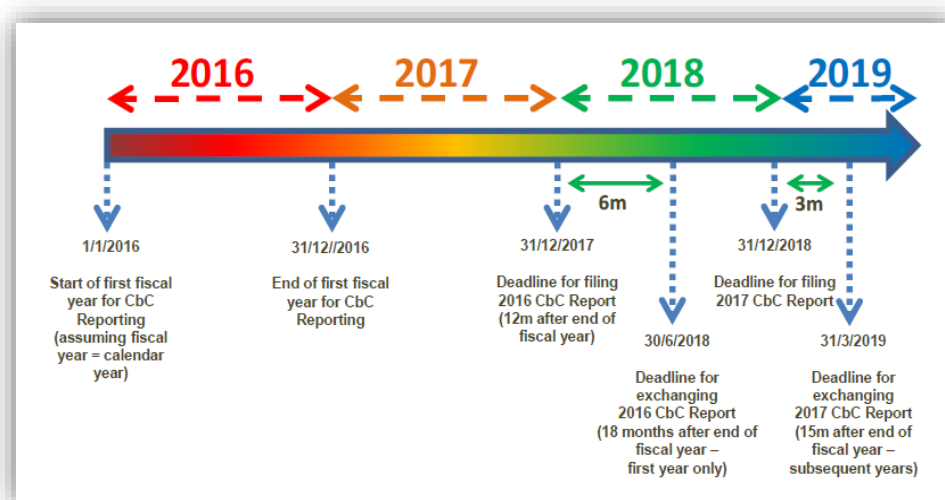 2016
2017
2018
2019
6m
3m
1/1/2016
Start of first fiscal
year for CbC
Reporting
(assuming fiscal
year = calendar
year)
31/12//2016
End of first fiscal
year for CbC
Reporting
31/12/2017
Deadline for filing
2016 CbC Report
(12m after end of
fiscal year)
30/6/2018
Deadline for
exchanging
2016 CbC Report
(18 months after end of
fiscal year –
first year only)
31/12/2018
Deadline for filing
2017 CbC Report
31/3/2019
Deadline for
exchanging
2017 CbC Report
(15m after end of
fiscal year –
subsequent years)